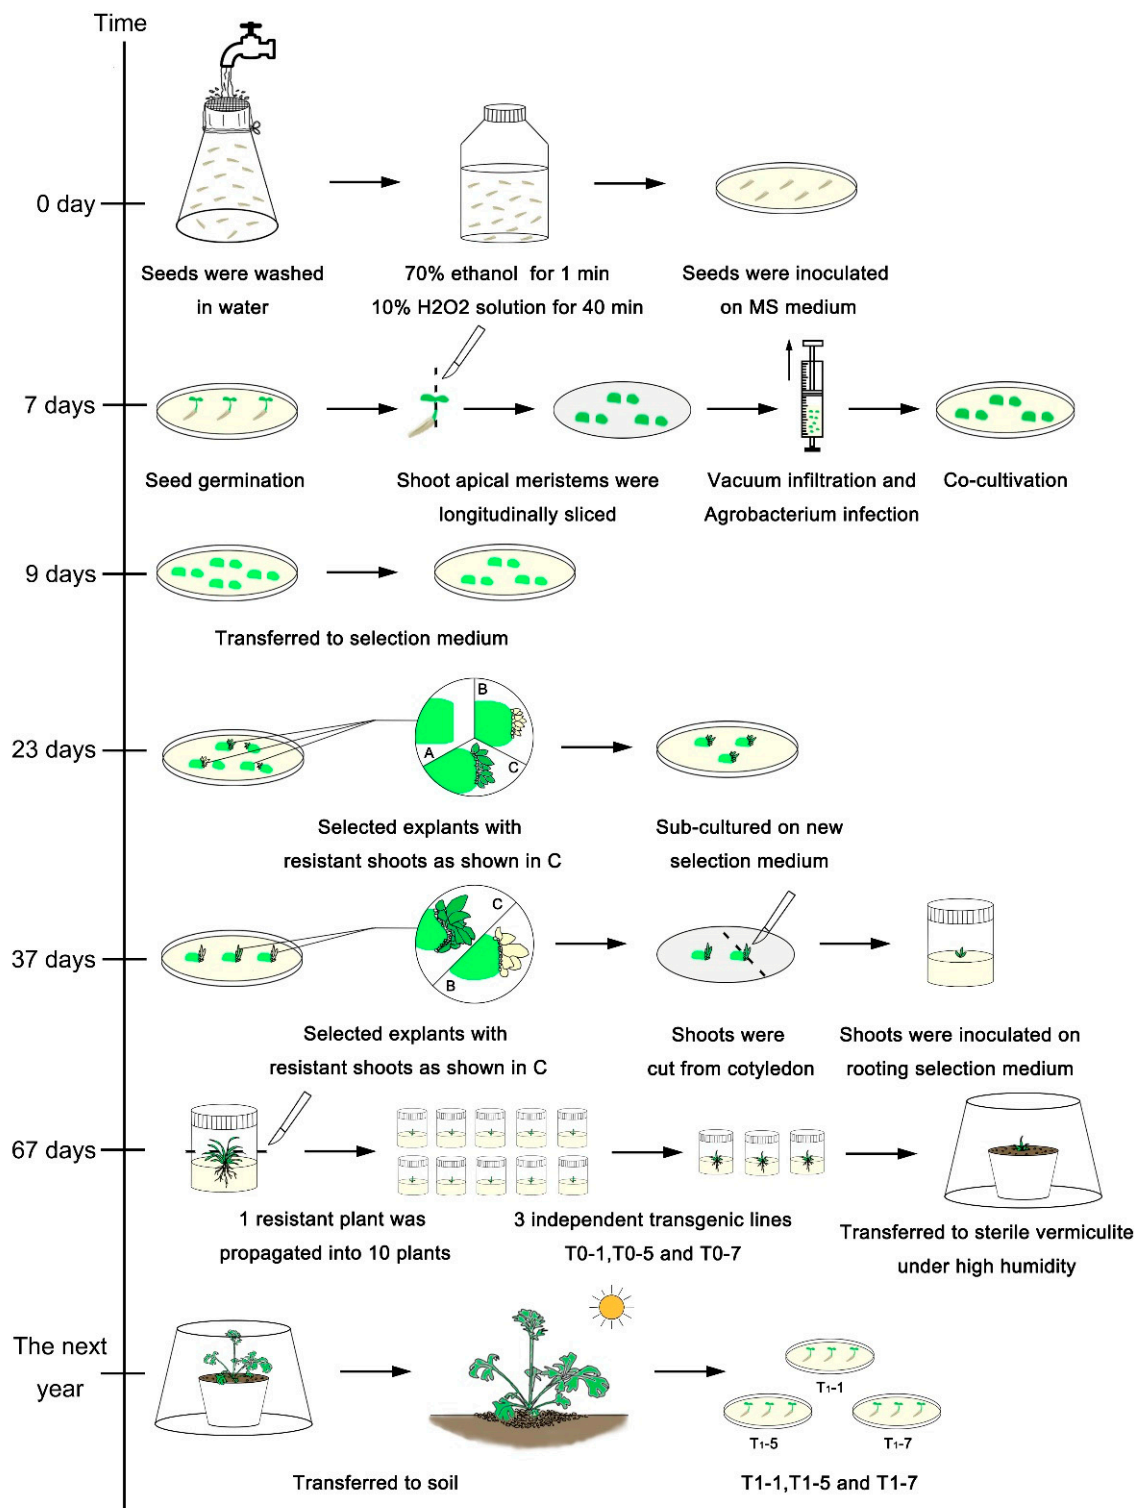 Time
0 day
Seeds were washed
in water
70% ethanol for 1 min
10% H2O2 solution for 40 min
Seeds were inoculated
on MS medium
7 days
Seed germination
Shoot apical meristems were
longitudinally sliced
Vacuum infiltration and
Agrobacterium infection
Co-cultivation
9 days
Transferred to selection medium
23 days
A
B
C
Selected explants with
resistant shoots as shown in C
Sub-cultured on new
selection medium
37 days
C
B
Selected explants with
resistant shoots as shown in C
Shoots were
cut from cotyledon
Shoots were inoculated on
rooting selection medium
67 days
1 resistant plant was
propagated into 10 plants
3 independent transgenic lines
T0-1,T0-5 and T0-7
Transferred to sterile vermiculite
under high humidity
The next
year
Transferred to soil
T1-1
T1-5
T1-7
T1-1,T1-5 and T1-7